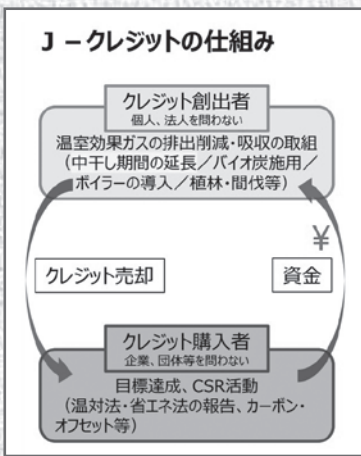 J－クレジットの仕組み
クレジット創出者
個人、法人を問わない
温室効果ガスの排出削減・吸収の取組
（中干し期間の延長／バイオ炭施用／
ボイラーの導入／植林・間伐等）
¥
クレジット売却
資金
クレジット購入者
企業、団体等を問わない
目標達成、CSR活動
（温対法・省エネ法の報告、カーボン・
オフセット等）